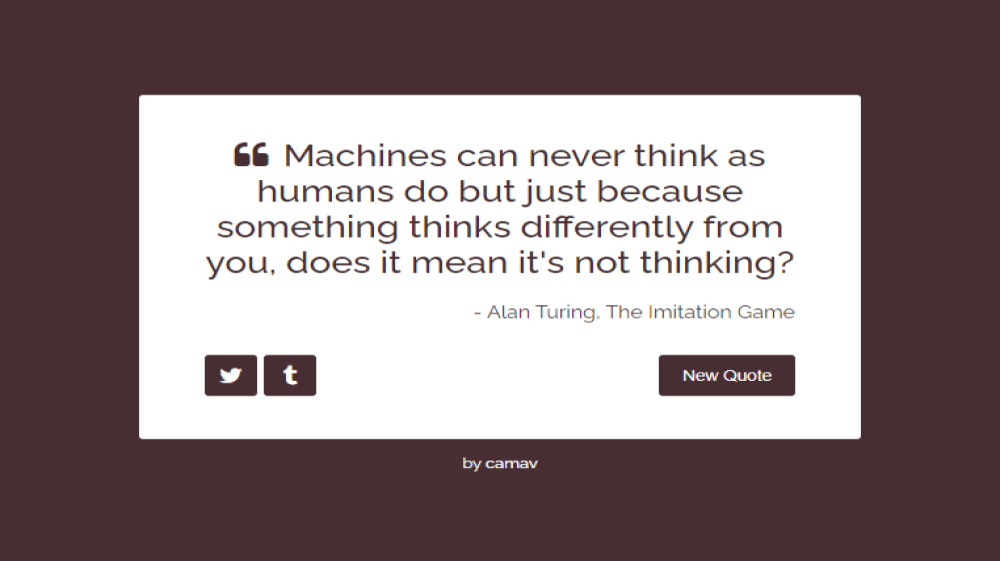 “ Machines can never think as
humans do but just because
something thinks differently from
you, does it mean it's not thinking?
- Alan Turing, The Imitation Game
New Quote
by camav